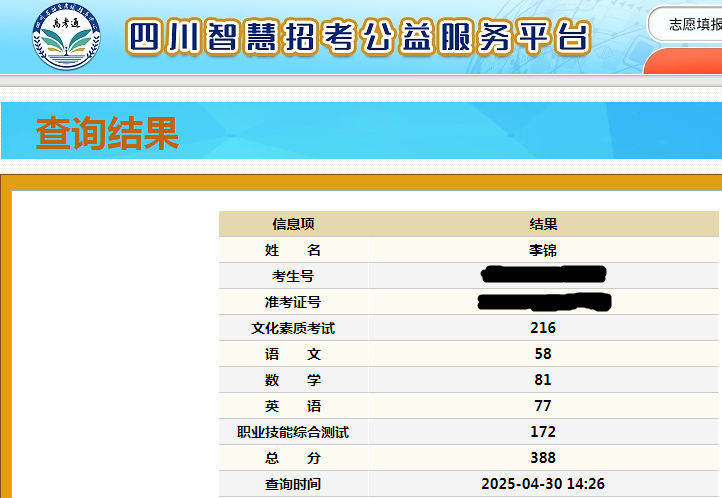 高考通
四川智慧招考公益服务平台
志愿填报
查询结果
信息项 结果
姓 名 李锦
考生号
准考证号
文化素质考试 216
语 文 58
数 学 81
英 语 77
职业技能综合测试 172
总 分 388
查询时间 2025-04-30 14:26